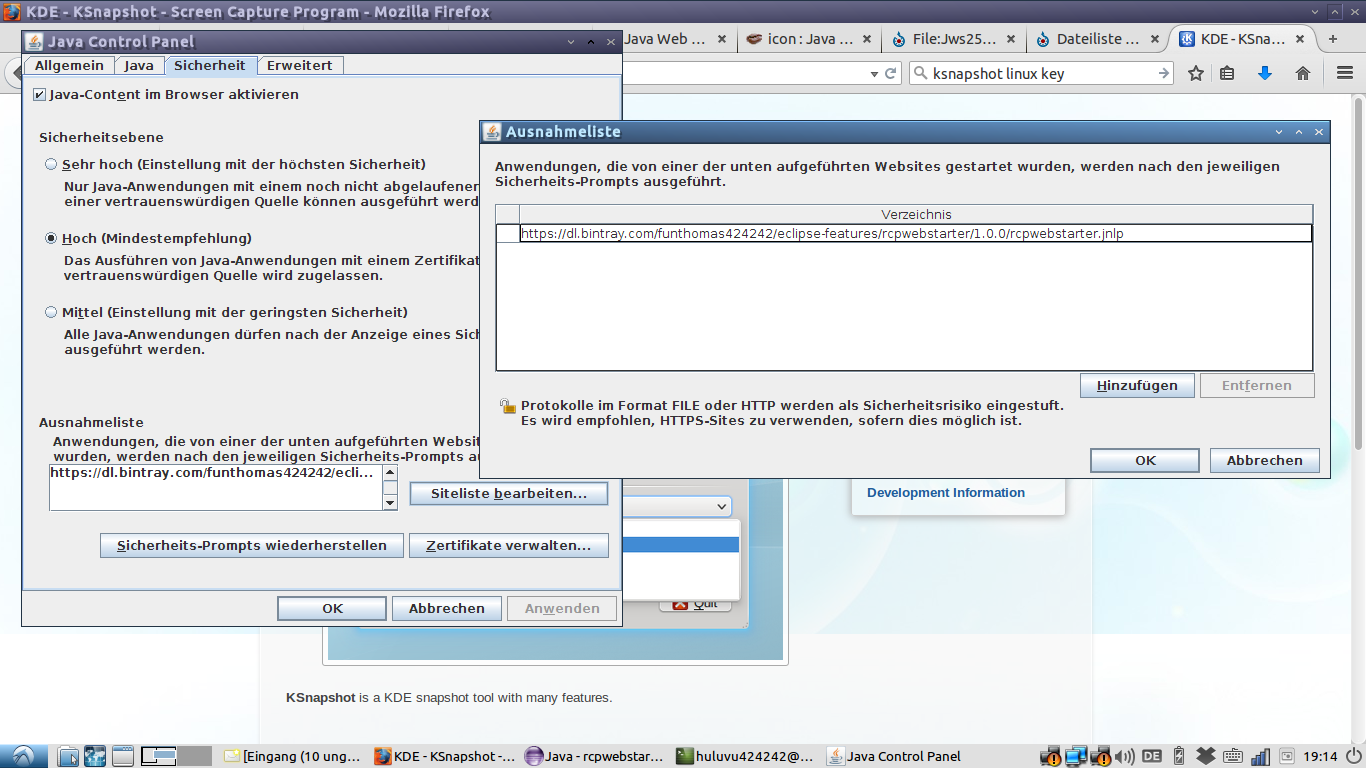 KDE - KSnapshot - Screen Capture Program - Mozilla Firefox
Java Web ...
icon : Java ...
File:Jws25...
Dateiliste ...
KDE - KSna...
ksnapshot linux key
Java Control Panel
Allgemein
Java
Sicherheit
Erweitert
Java-Content im Browser aktivieren
Sicherheitsebene
Sehr hoch (Einstellung mit der höchsten Sicherheit)
Nur Java-Anwendungen mit einem noch nicht abgelaufenen
einer vertrauenswürdigen Quelle können ausgeführt werd
Hoch (Mindestempfehlung)
Das Ausführen von Java-Anwendungen mit einem Zertifikat
vertrauenswürdigen Quelle wird zugelassen.
Mittel (Einstellung mit der geringsten Sicherheit)
Alle Java-Anwendungen dürfen nach der Anzeige eines Sich
ausgeführt werden.
Ausnahmeliste
Anwendungen, die von einer der unten aufgeführten Websit
wurden, werden nach den jeweiligen Sicherheits-Prompts au
https://dl.bintray.com/funthomas424242/ecli...
Siteliste bearbeiten...
Sicherheits-Prompts wiederherstellen
Zertifikate verwalten...
OK
Abbrechen
Anwenden
Ausnahmeliste
Anwendungen, die von einer der unten aufgeführten Websites gestartet wurden, werden nach den jeweiligen
Sicherheits-Prompts ausgeführt.
Verzeichnis
https://dl.bintray.com/funthomas424242/eclipse-features/rcpwebstarter/1.0.0/rcpwebstarter.jnlp
Hinzufügen
Entfernen
Protokolle im Format FILE oder HTTP werden als Sicherheitsrisiko eingestuft.
Es wird empfohlen, HTTPS-Sites zu verwenden, sofern dies möglich ist.
OK
Abbrechen
Development Information
Quit
KSnapshot is a KDE snapshot tool with many features.
[Eingang (10 ung...
KDE - KSnapshot -...
Java - rcpwebstar...
huluvu424242@...
Java Control Panel
DE
19:14